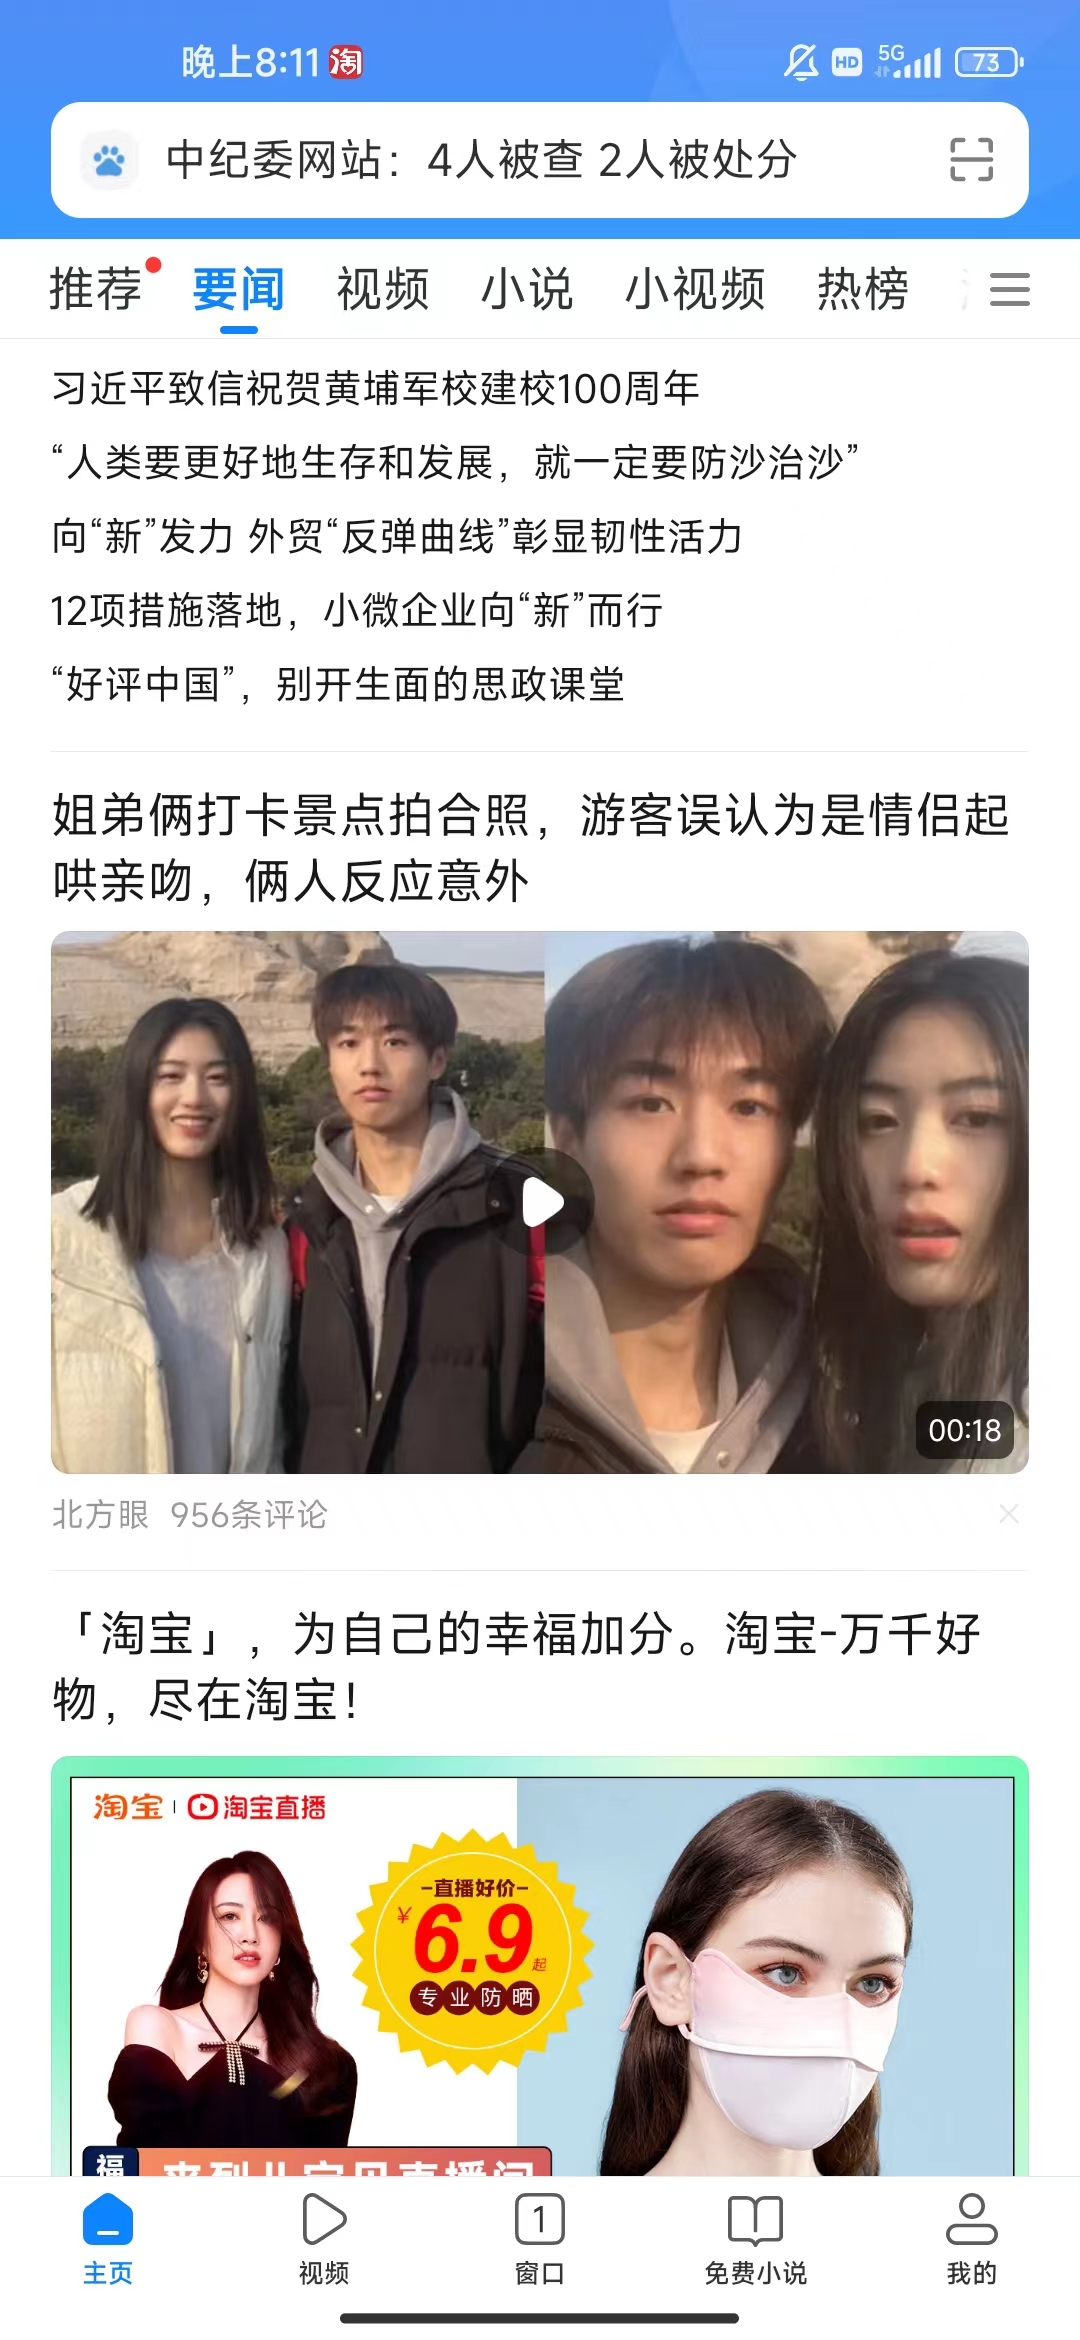 晚上8:11 淘
HD 5G 73
中纪委网站：4人被查 2人被处分
推荐 要闻 视频 小说 小视频 热榜
习近平致信祝贺黄埔军校建校100周年
“人类要更好地生存和发展，就一定要防沙治沙”
向“新”发力 外贸“反弹曲线”彰显韧性活力
12项措施落地，小微企业向“新”而行
“好评中国”，别开生面的思政课堂
姐弟俩打卡景点拍合照，游客误认为是情侣起
哄亲吻，俩人反应意外
00:18
北方眼 956条评论
「淘宝」，为自己的幸福加分。淘宝-万千好
物，尽在淘宝！
淘宝 淘宝直播
直播好价
¥6.9起
专业防晒
福
主页 视频 1 窗口 免费小说 我的